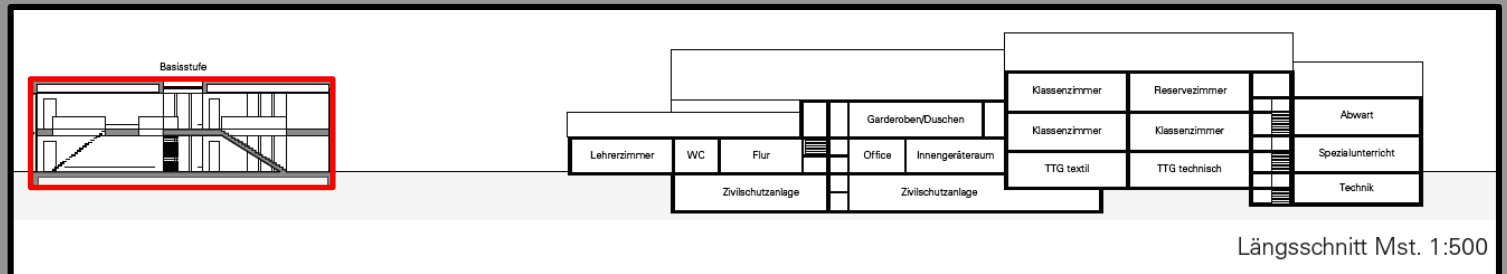 Basisstufe
Klassenzimmer
Reservezimmer
Garderoben/Duschen
Abwart
Klassenzimmer
Klassenzimmer
Lehrerzimmer
WC
Flur
Office
Innengeräteraum
Spezialunterricht
TTG textil
TTG technisch
Zivilschutzanlage
Zivilschutzanlage
Technik
Längsschnitt Mst. 1:500